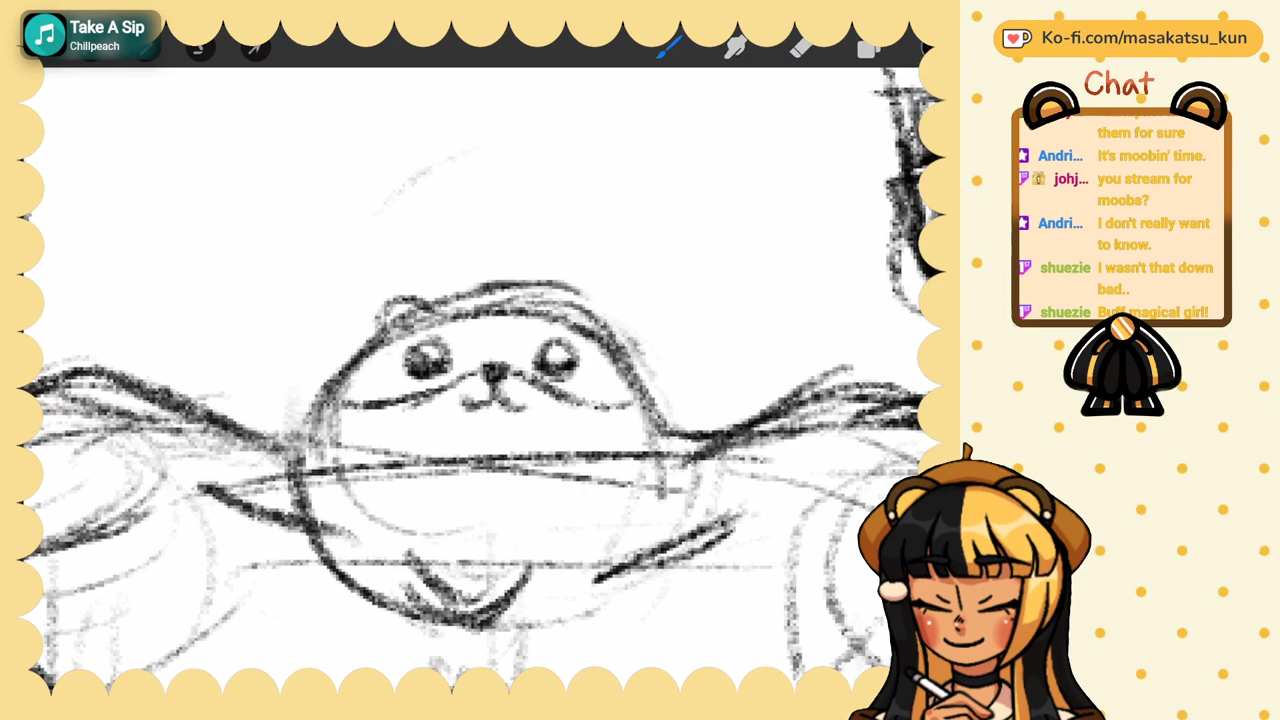 Take A Sip
Chillpeach
Ko-fi.com/masakatsu_kun
Chat
them for sure
Andri... It's moobin' time.
johj... you stream for
moobs?
Andri... I don't really want
to know.
shuezie I wasn't that down
bad..
shuezie Buff magical girl!